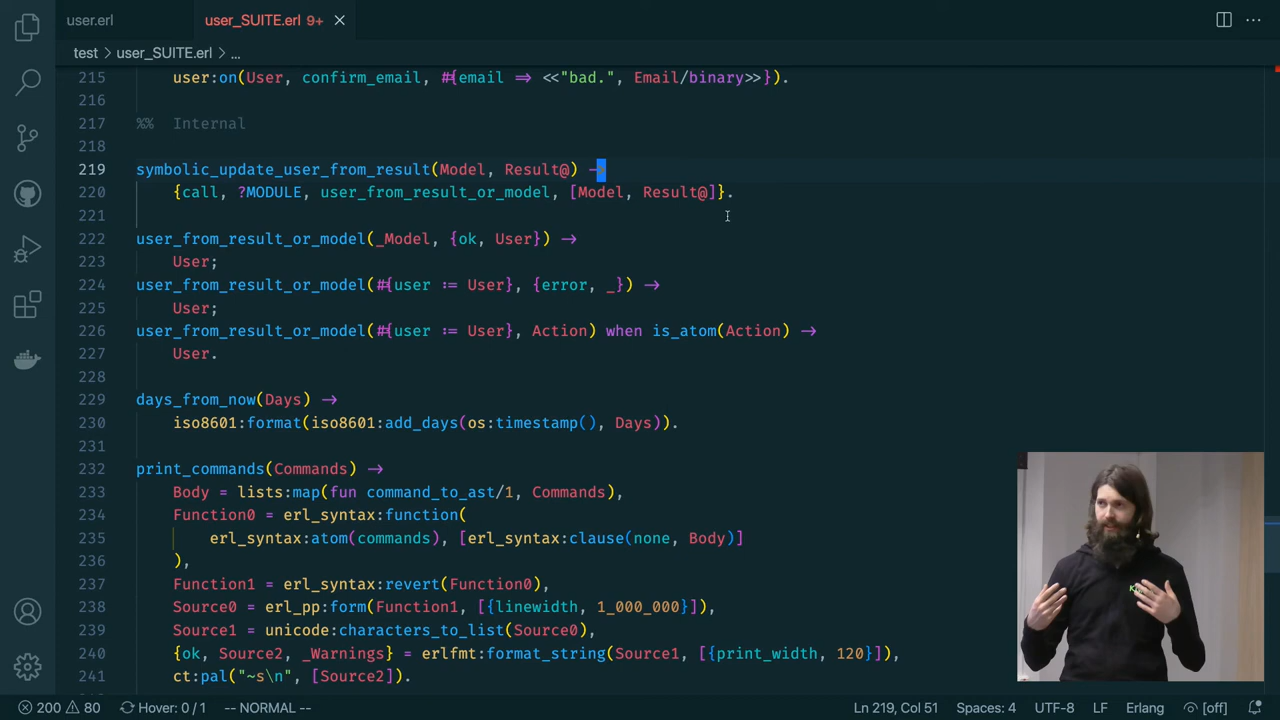 user.erl
user_SUITE.erl 9+
test > user_SUITE.erl > ...
215 user:on(User, confirm_email, #{email => <<"bad.", Email/binary>>}).
216
217 %% Internal
218
219 symbolic_update_user_from_result(Model, Result@) ->
220 {call, ?MODULE, user_from_result_or_model, [Model, Result@]}.
221
222 user_from_result_or_model(_Model, {ok, User}) ->
223 User;
224 user_from_result_or_model(#{user := User}, {error, _}) ->
225 User;
226 user_from_result_or_model(#{user := User}, Action) when is_atom(Action) ->
227 User.
228
229 days_from_now(Days) ->
230 iso8601:format(iso8601:add_days(os:timestamp(), Days)).
231
232 print_commands(Commands) ->
233 Body = lists:map(fun command_to_ast/1, Commands),
234 Function0 = erl_syntax:function(
235 erl_syntax:atom(commands), [erl_syntax:clause(none, Body)]
236 ),
237 Function1 = erl_syntax:revert(Function0),
238 Source0 = erl_pp:form(Function1, [{linewidth, 1_000_000}]),
239 Source1 = unicode:characters_to_list(Source0),
240 {ok, Source2, _Warnings} = erlfmt:format_string(Source1, [{print_width, 120}]),
241 ct:pal("~s\n", [Source2]).
200 80 Hover: 0/1 -- NORMAL -- Ln 219, Col 51 Spaces: 4 UTF-8 LF Erlang [off]